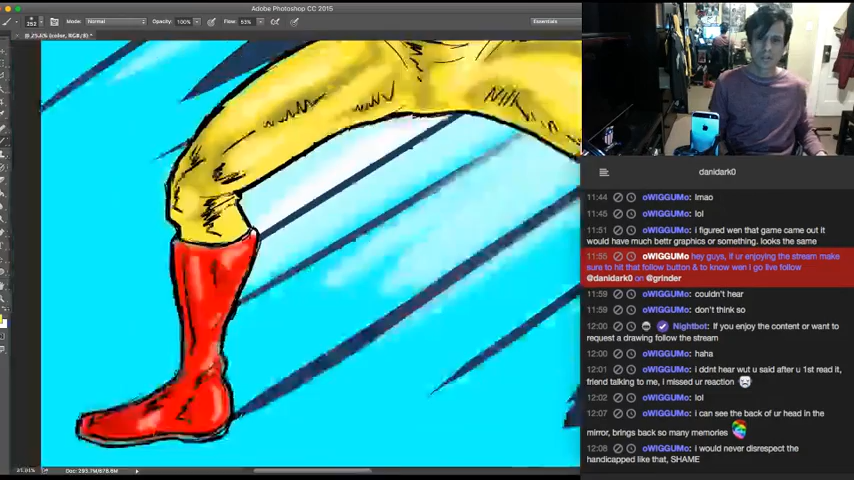 Adobe Photoshop CC 2015
252 Mode: Normal Opacity: 100% Flow: 53% Essentials
danidark0
11:44 oWIGGUMo: lmao
11:45 oWIGGUMo: lol
11:51 oWIGGUMo: i figured wen that game came out it
would have much bettr graphics or something. looks the same
11:55 oWIGGUMo hey guys, if ur enjoying the stream make
sure to hit that follow button & to know wen I go live follow
@danidark0 on @grinder
11:59 oWIGGUMo: couldn't hear
11:59 oWIGGUMo: don't think so
12:00 Nightbot: If you enjoy the content or want to
request a drawing follow the stream
12:00 oWIGGUMo: haha
12:01 oWIGGUMo: i ddnt hear wut u said after u 1st read it,
friend talking to me, I missed ur reaction
12:02 oWIGGUMo: lol
12:07 oWIGGUMo: i can see the back of ur head in the
mirror, brings back so many memories
12:08 oWIGGUMo: i would never disrespect the
handicapped like that, SHAME
Doc: 293.7M/678.6M